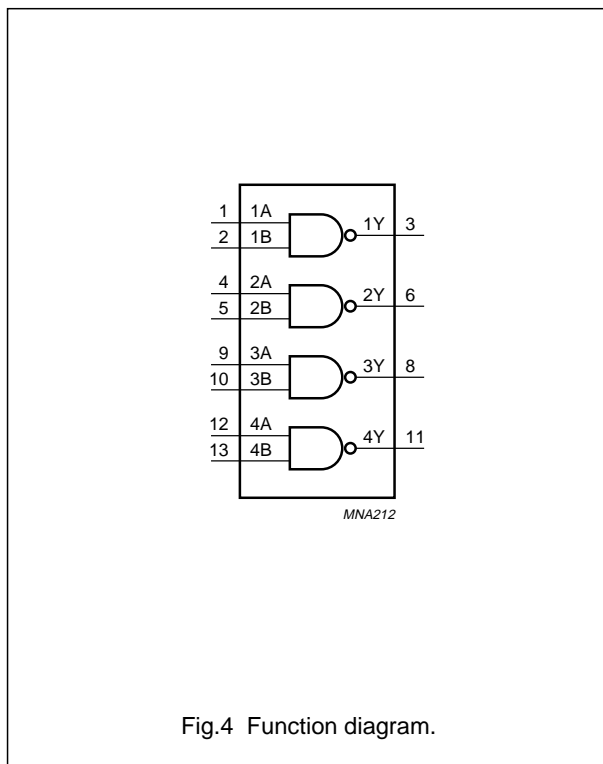 1 1A 1Y 3
2 1B
4 2A 2Y 6
5 2B
9 3A 3Y 8
10 3B
12 4A 4Y 11
13 4B
MNA212
Fig.4 Function diagram.